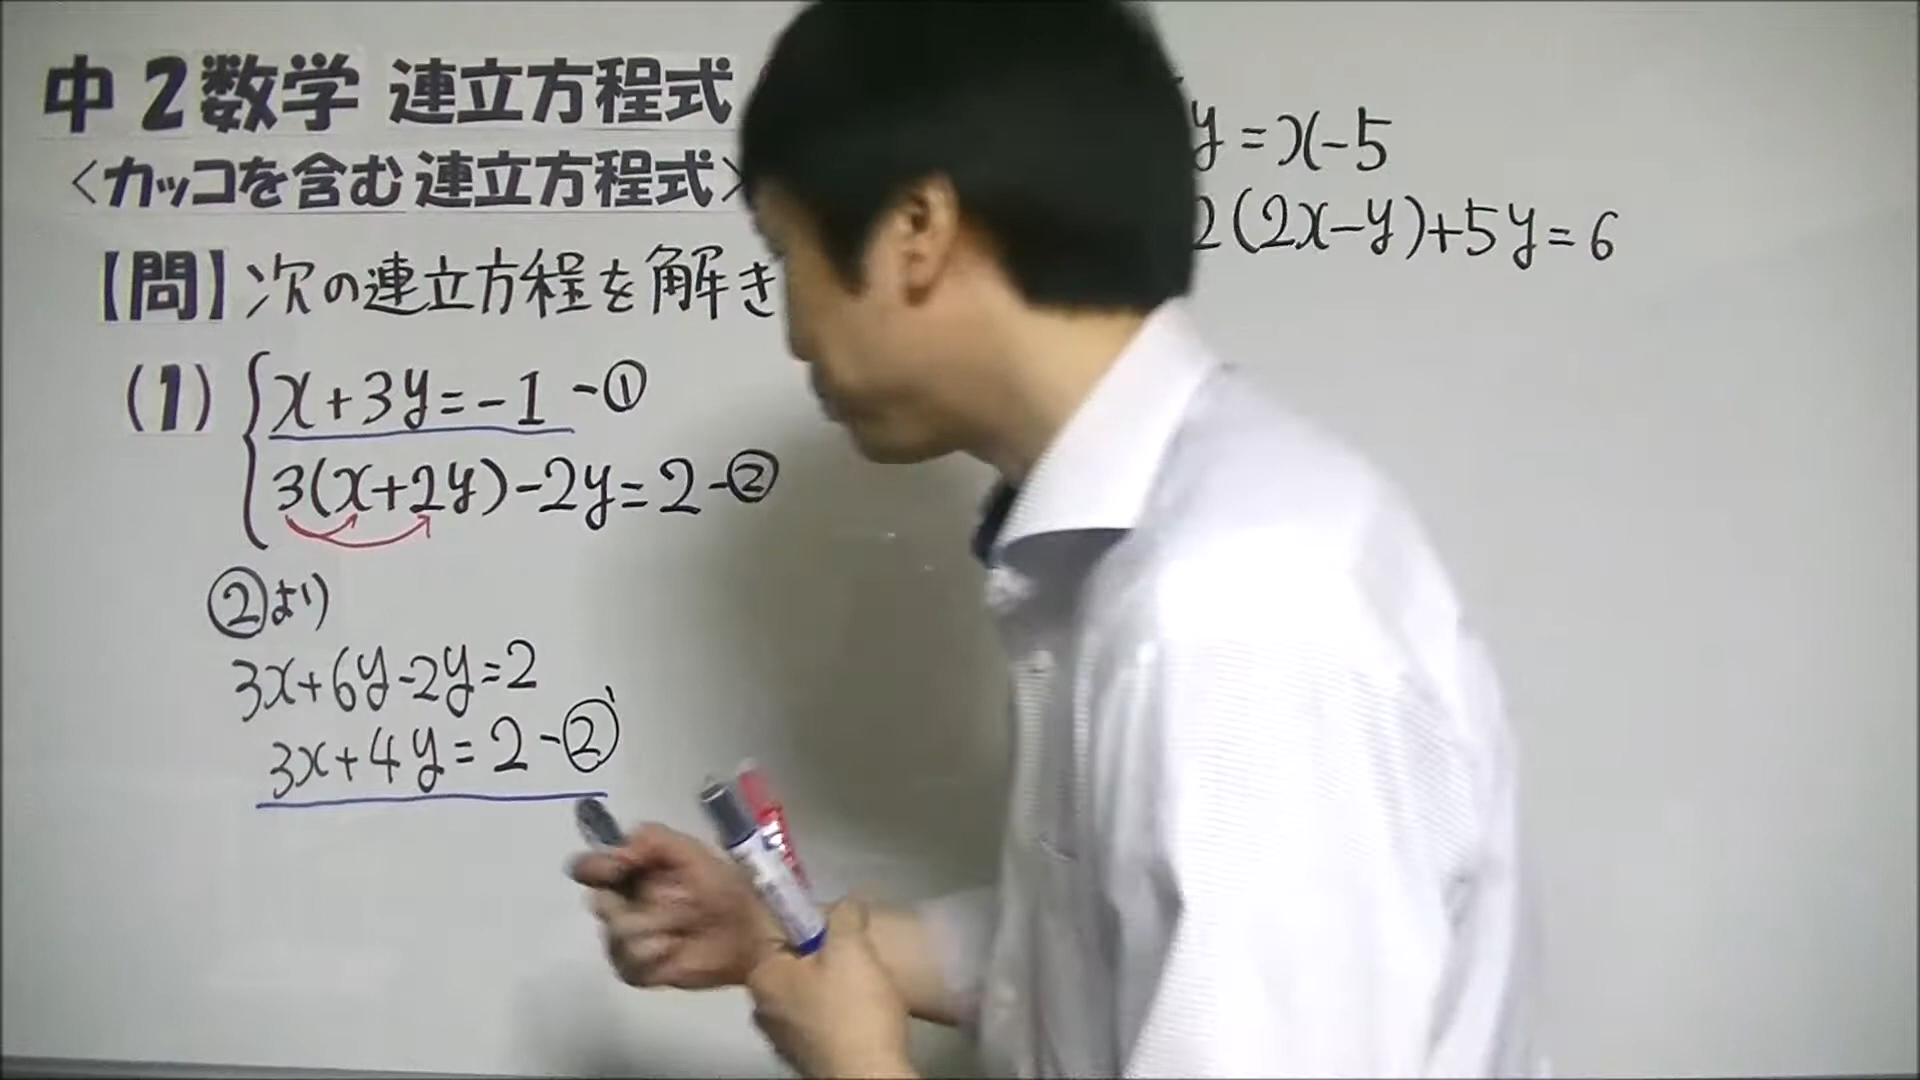 中2数学 連立方程式
<カッコを含む連立方程式>
【問】次の連立方程を解き
(1) x+3y=-1 -①
3(x+2y)-2y=2-②
②より
3x+6y-2y=2
3x+4y=2-②'
y=x-5
2(2x-y)+5y=6